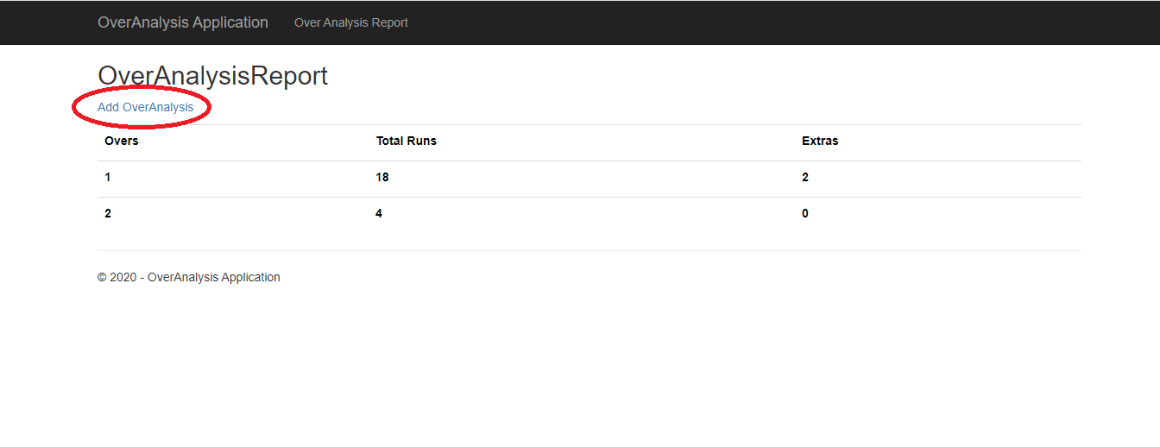 OverAnalysis Application Over Analysis Report
OverAnalysisReport
Add OverAnalysis
Overs Total Runs Extras
1 18 2
2 4 0
© 2020 - OverAnalysis Application